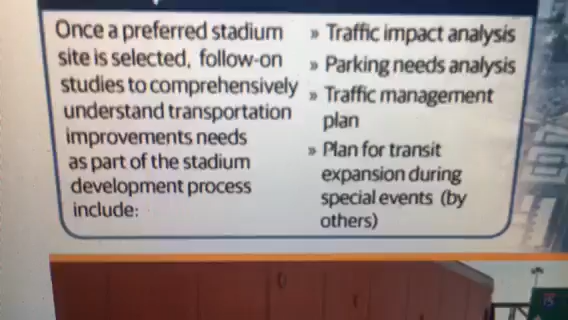 Once a preferred stadium
site is selected, follow-on
studies to comprehensively
understand transportation
improvements needs
as part of the stadium
development process
include:
» Traffic impact analysis
» Parking needs analysis
» Traffic management
plan
» Plan for transit
expansion during
special events (by
others)